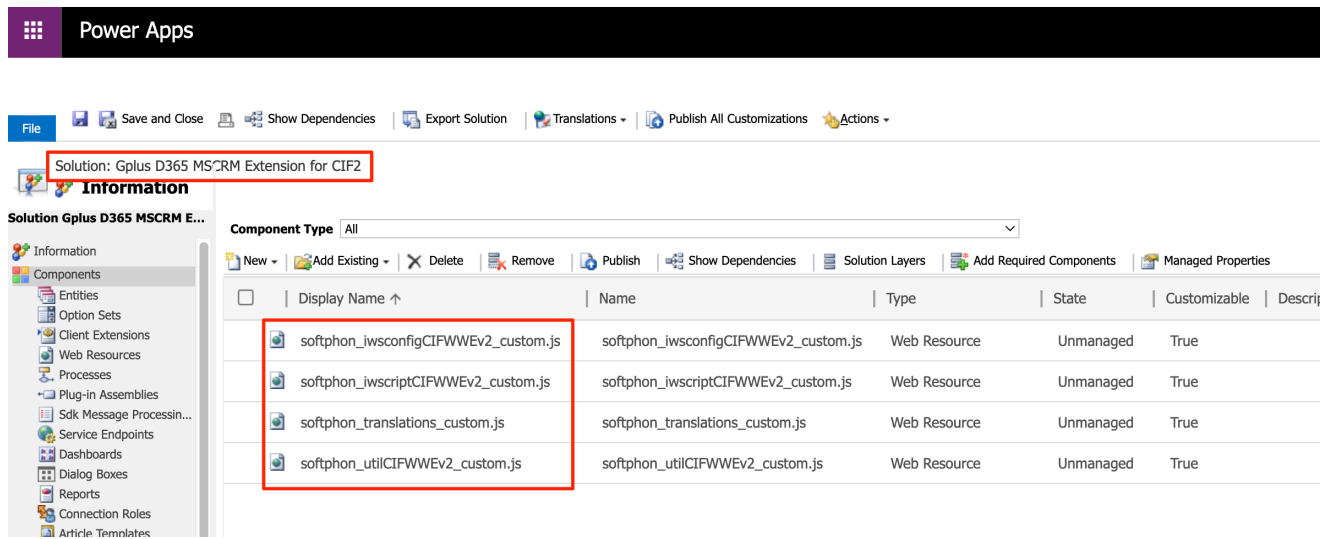 Power Apps
File Save and Close Show Dependencies Export Solution Translations Publish All Customizations Actions
Solution: Gplus D365 MSCRM Extension for CIF2
Information
Solution Gplus D365 MSCRM E...
Component Type All
Information
New Add Existing Delete Remove Publish Show Dependencies Solution Layers Add Required Components Managed Properties
Components
Entities
Option Sets
Client Extensions
Web Resources
Processes
Plug-in Assemblies
Sdk Message Processin...
Service Endpoints
Dashboards
Dialog Boxes
Reports
Connection Roles
Article Templates
Display Name Name Type State Customizable Descrip
softphon_iwsconfigCIFWWEv2_custom.js softphon_iwsconfigCIFWWEv2_custom.js Web Resource Unmanaged True
softphon_iwscriptCIFWWEv2_custom.js softphon_iwscriptCIFWWEv2_custom.js Web Resource Unmanaged True
softphon_translations_custom.js softphon_translations_custom.js Web Resource Unmanaged True
softphon_utilCIFWWEv2_custom.js softphon_utilCIFWWEv2_custom.js Web Resource Unmanaged True